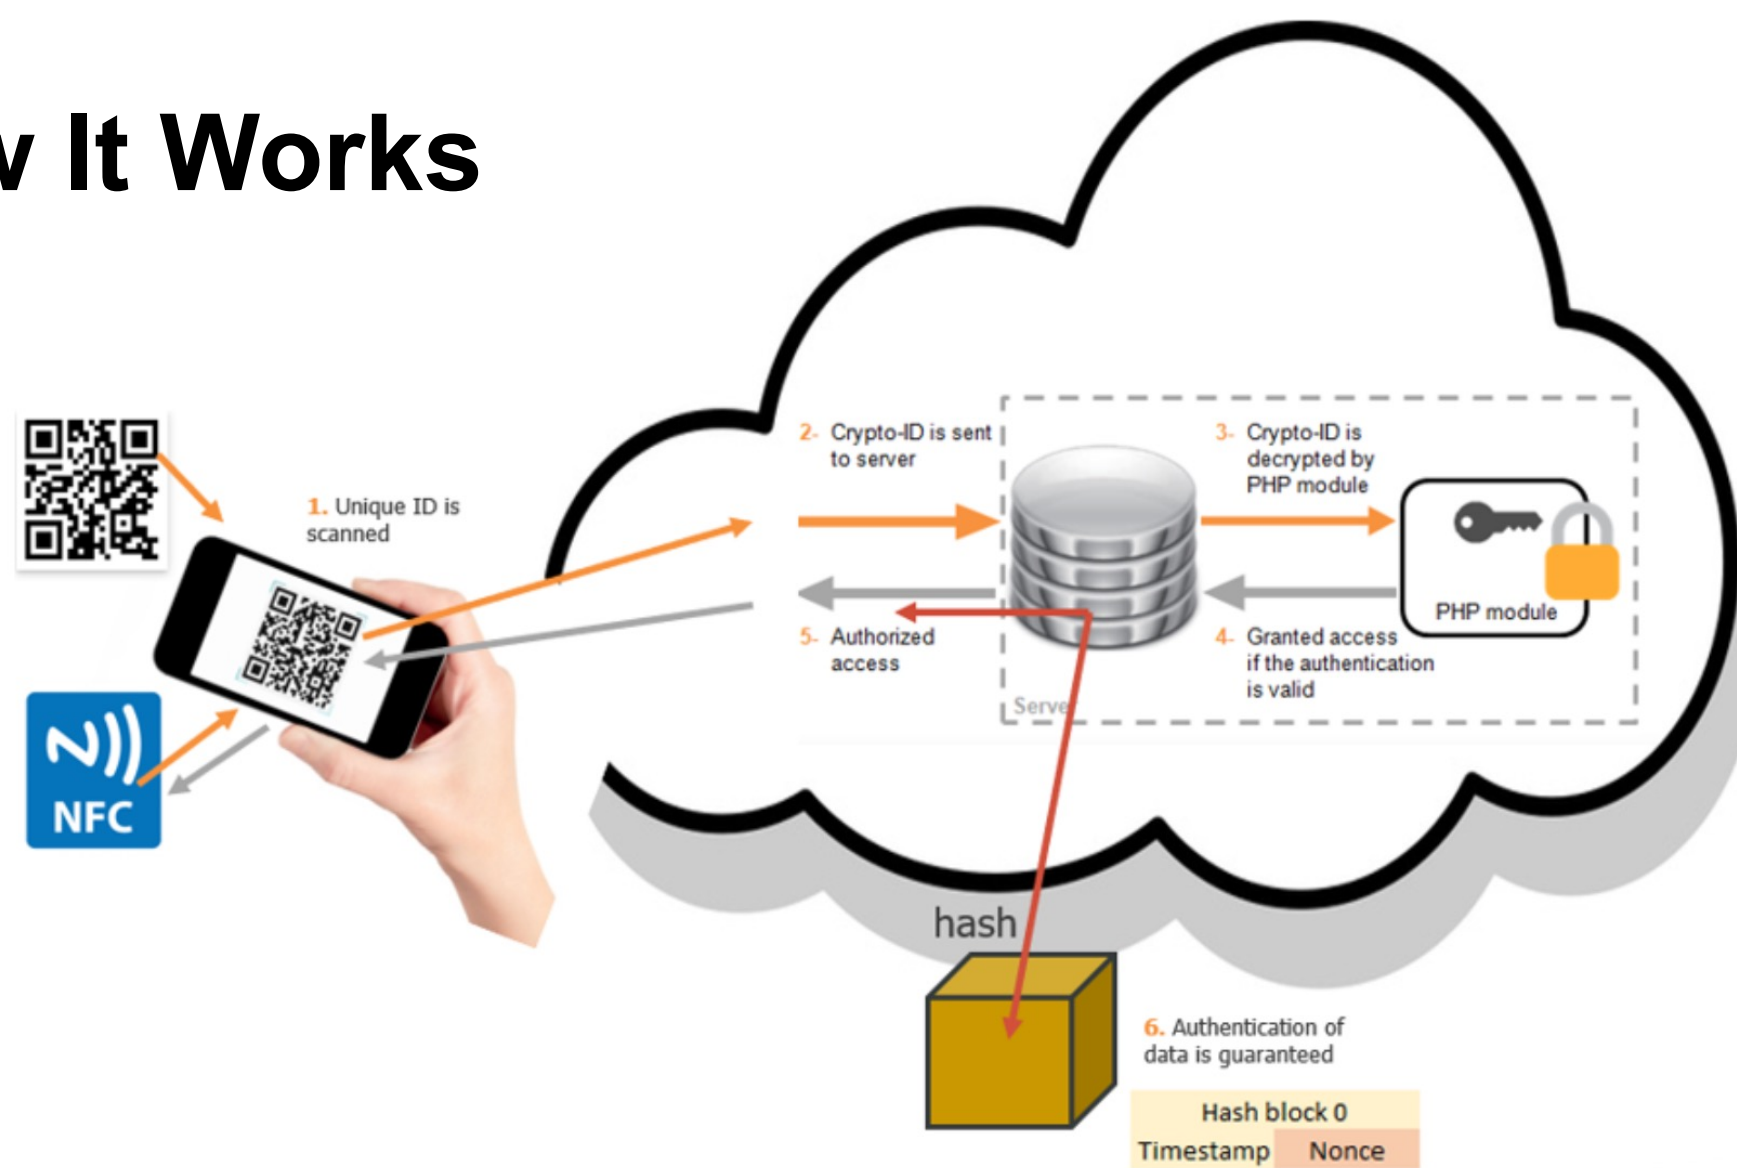 w It Works
1. Unique ID is
scanned
NFC
2- Crypto-ID is sent
to server
3- Crypto-ID is
decrypted by
PHP module
PHP module
4- Granted access
if the authentication
is valid
5- Authorized
access
Serve
hash
6. Authentication of
data is guaranteed
Hash block 0
Timestamp Nonce